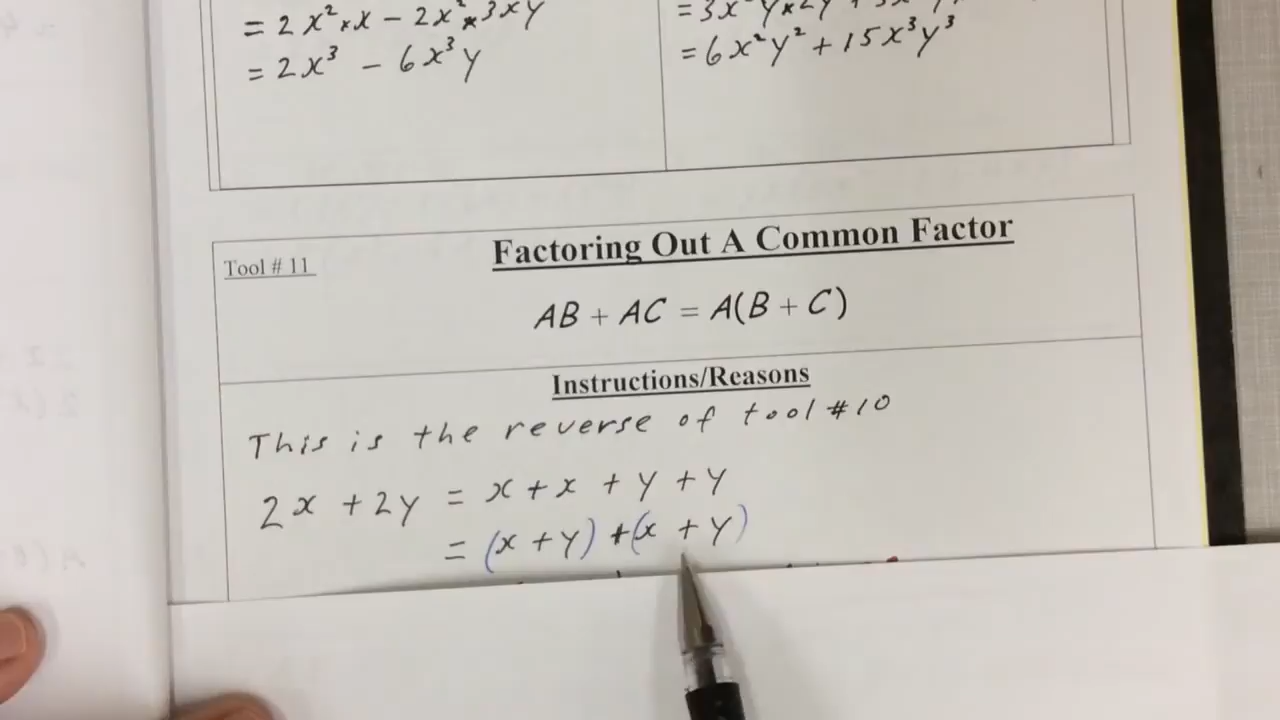 = 2x² * x - 2x² * 3xy
= 2x³ - 6x³y
= 6x²y² + 15x³y³
Tool # 11
Factoring Out A Common Factor
AB + AC = A(B + C)
Instructions/Reasons
This is the reverse of tool #10
2x + 2y = x + x + y + y
= (x + y) + (x + y)